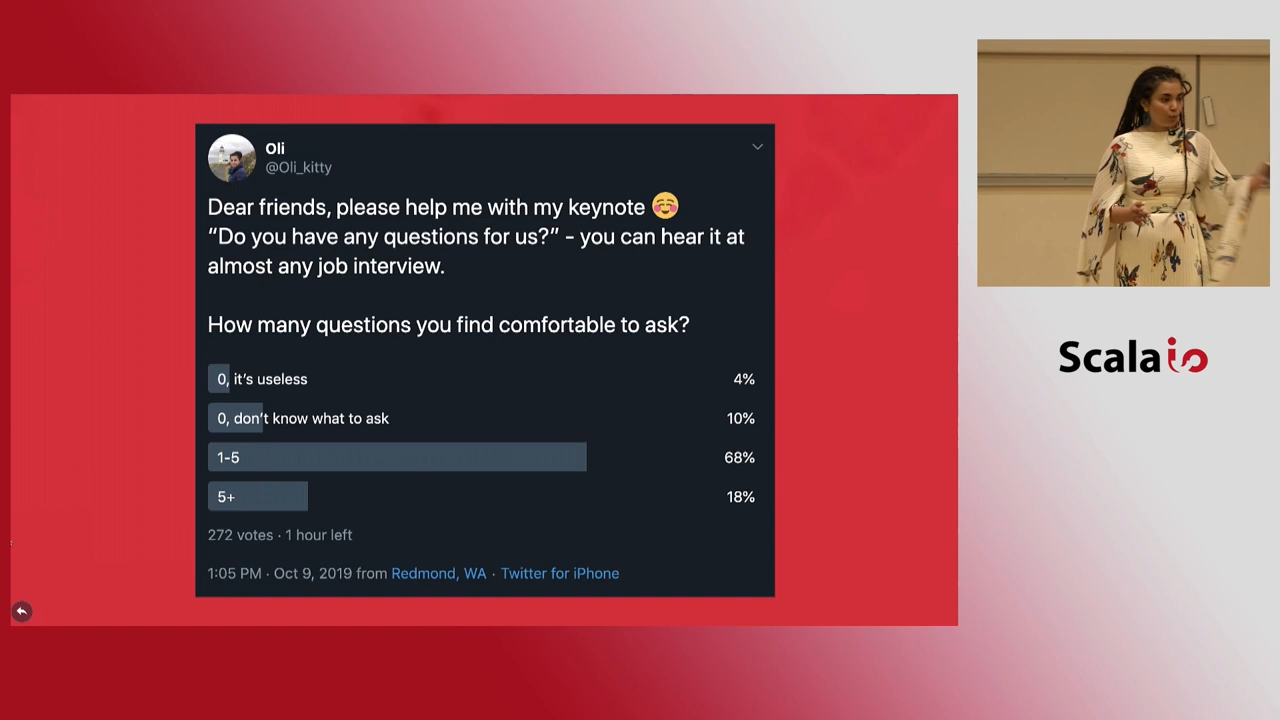 Oli
@Oli_kitty
Dear friends, please help me with my keynote ☺️
“Do you have any questions for us?” - you can hear it at
almost any job interview.
How many questions you find comfortable to ask?
0, it’s useless 4%
0, don’t know what to ask 10%
1-5 68%
5+ 18%
272 votes · 1 hour left
1:05 PM · Oct 9, 2019 from Redmond, WA · Twitter for iPhone
Scalaio